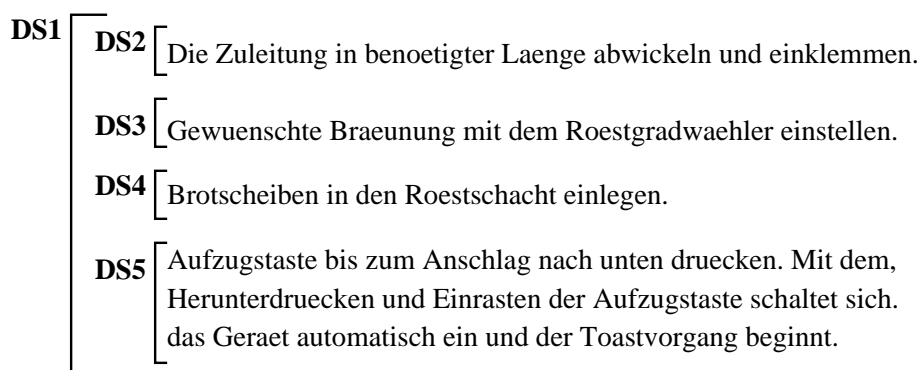 DS1
DS2 Die Zuleitung in benoetigter Laenge abwickeln und einklemmen.
DS3 Gewuenschte Braeunung mit dem Roestgradwaehler einstellen.
DS4 Brotscheiben in den Roestschacht einlegen.
DS5 Aufzugstaste bis zum Anschlag nach unten druecken. Mit dem,
Herunterdruecken und Einrasten der Aufzugstaste schaltet sich.
das Geraet automatisch ein und der Toastvorgang beginnt.